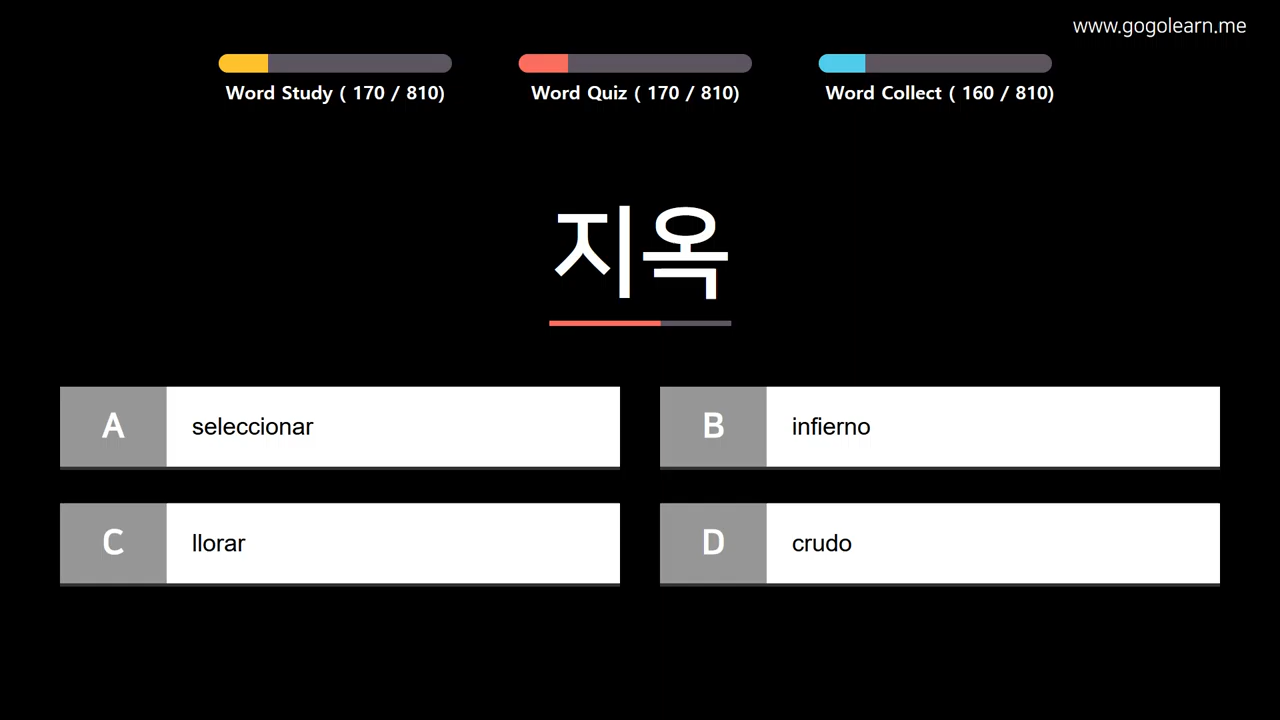 www.gogolearn.me
Word Study ( 170 / 810)
Word Quiz ( 170 / 810)
Word Collect ( 160 / 810)
지옥
A seleccionar
B infierno
C llorar
D crudo